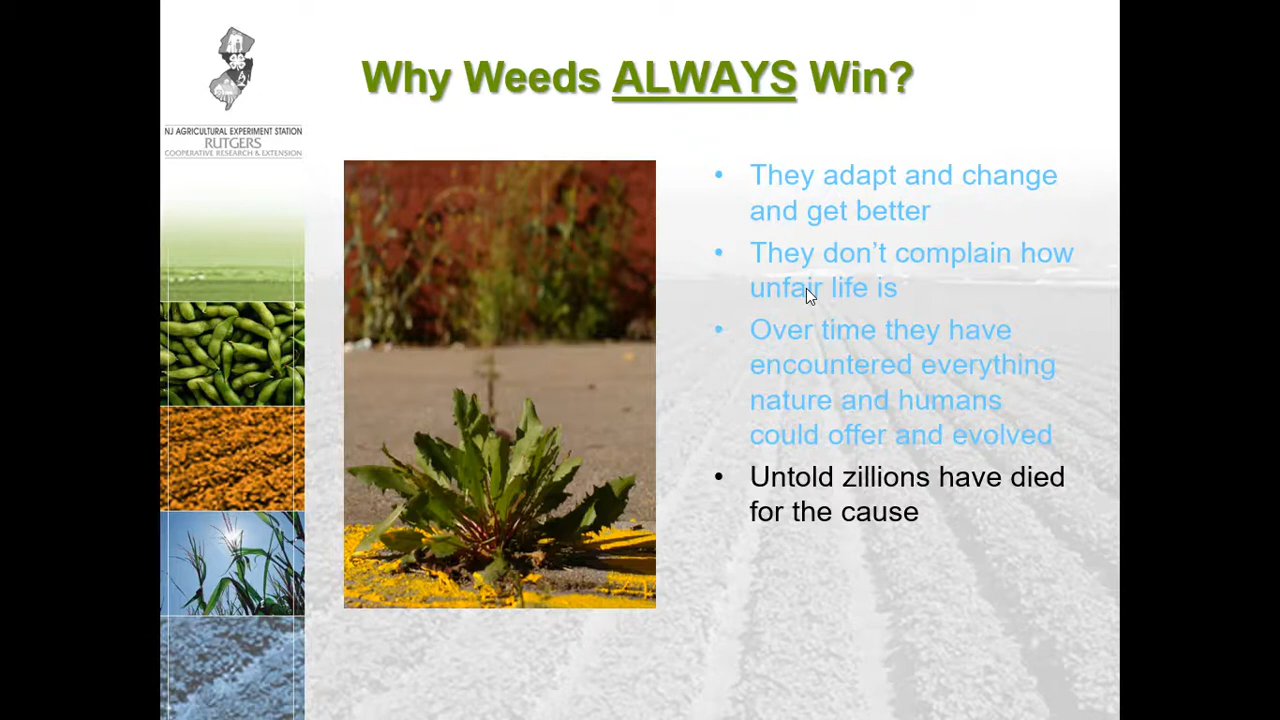 Why Weeds ALWAYS Win?
NJ AGRICULTURAL EXPERIMENT STATION
RUTGERS
COOPERATIVE RESEARCH & EXTENSION
• They adapt and change
and get better
• They don’t complain how
unfair life is
• Over time they have
encountered everything
nature and humans
could offer and evolved
• Untold zillions have died
for the cause